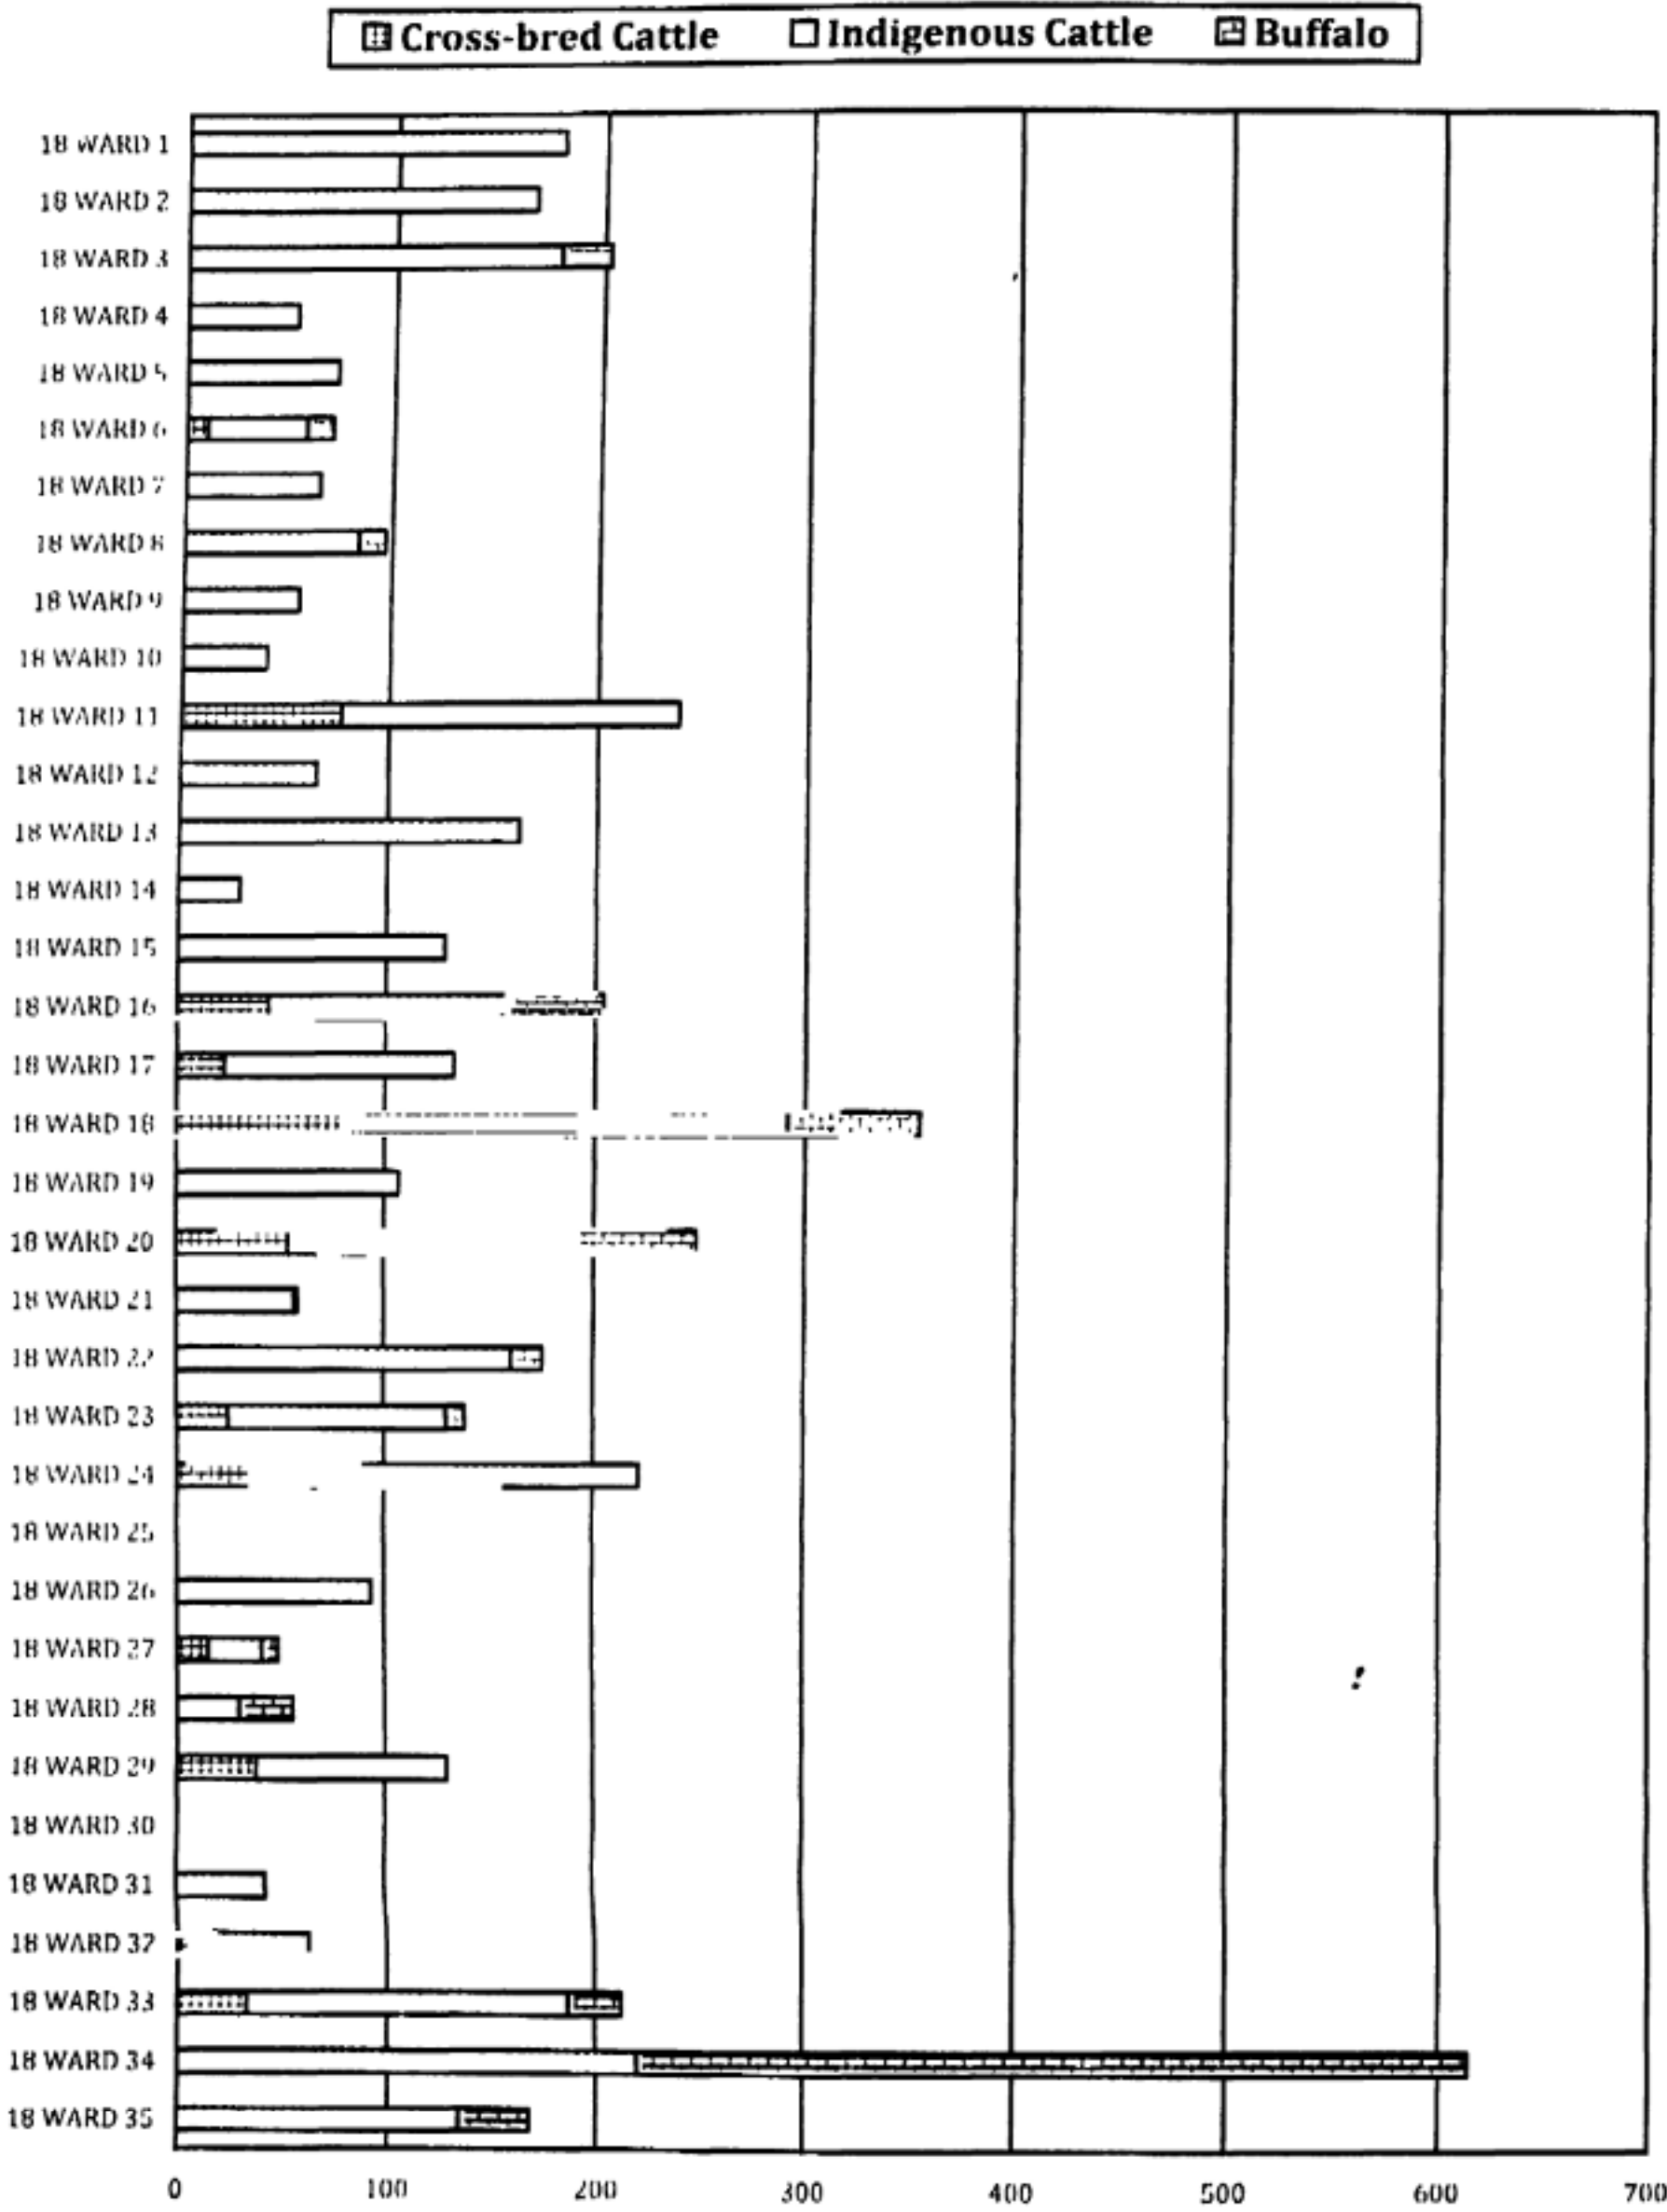 Cross-bred Cattle Indigenous Cattle Buffalo
18 WARD 1
18 WARD 2
18 WARD 3
18 WARD 4
18 WARD 5
18 WARD 6
18 WARD 7
18 WARD 8
18 WARD 9
18 WARD 10
18 WARD 11
18 WARD 12
18 WARD 13
18 WARD 14
18 WARD 15
18 WARD 16
18 WARD 17
18 WARD 18
18 WARD 19
18 WARD 20
18 WARD 21
18 WARD 22
18 WARD 23
18 WARD 24
18 WARD 25
18 WARD 26
18 WARD 27
18 WARD 28
18 WARD 29
18 WARD 30
18 WARD 31
18 WARD 32
18 WARD 33
18 WARD 34
18 WARD 35
0 100 200 300 400 500 600 700